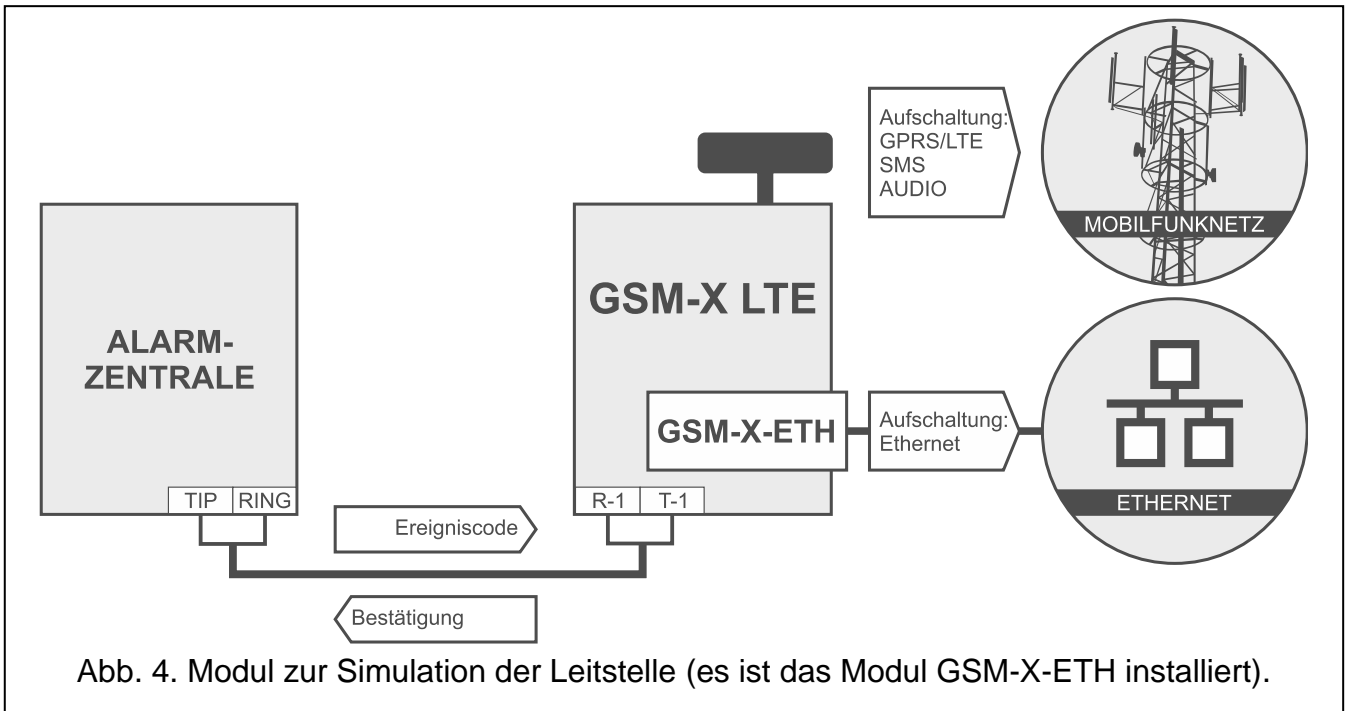 Aufschaltung:
GPRS/LTE
SMS
AUDIO
MOBILFUNKNETZ
ALARM-
ZENTRALE
GSM-X LTE
GSM-X-ETH
Aufschaltung:
Ethernet
ETHERNET
TIP RING
R-1 T-1
Ereigniscode
Bestätigung
Abb. 4. Modul zur Simulation der Leitstelle (es ist das Modul GSM-X-ETH installiert).